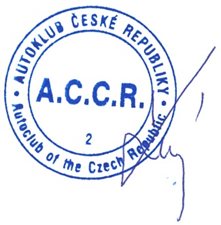 AUTOKLUB ČESKÉ REPUBLIKY
A.C.C.R.
2
Autoclub of the Czech Republic